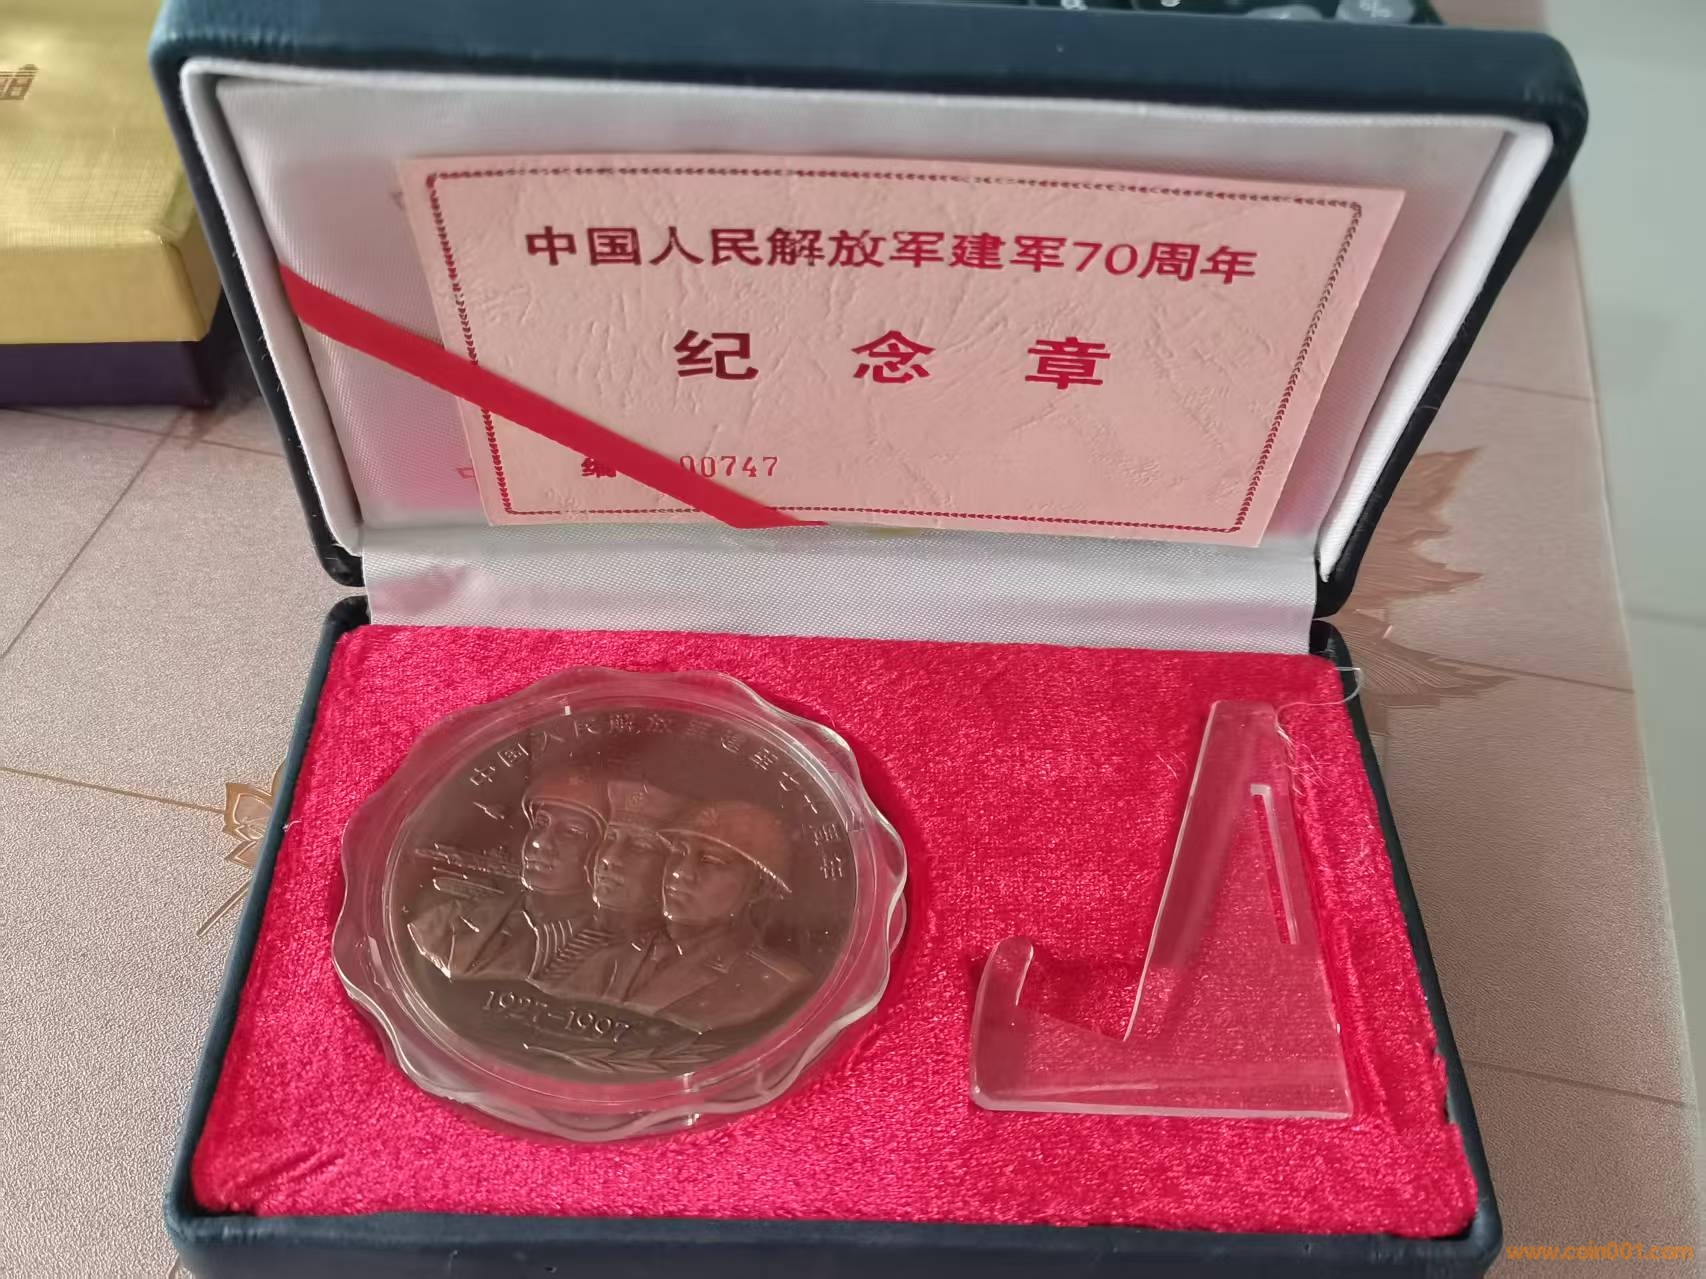 中国人民解放军建军70周年
纪念章
编 00747
中国人民解放军建军七十周年
1927-1997
www.coin001.com